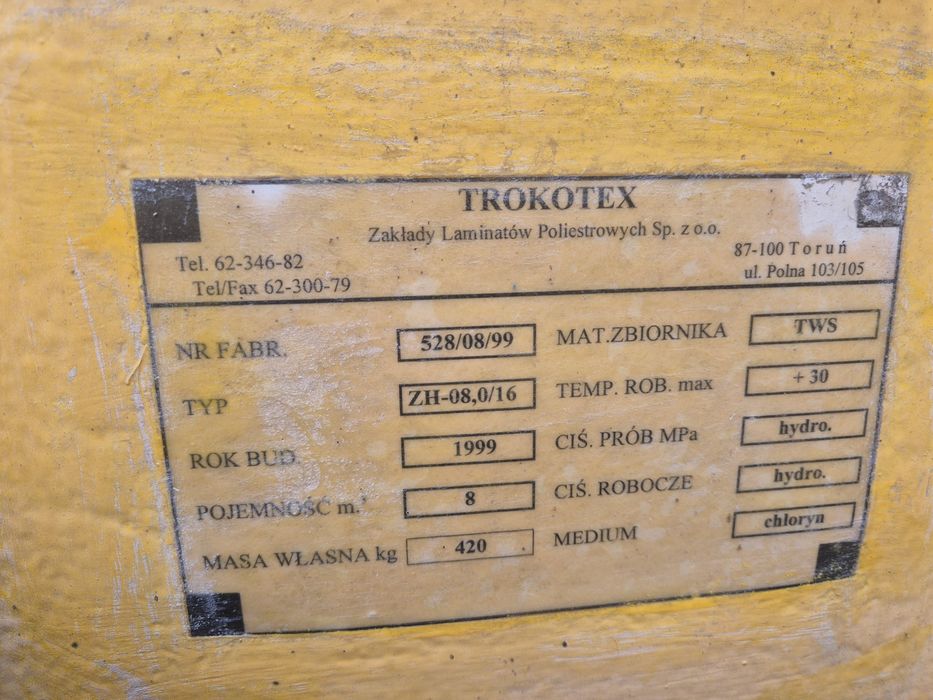 TROKOTEX
Zakłady Laminatów Poliestrowych Sp. z o.o.
Tel. 62-346-82
Tel/Fax 62-300-79
87-100 Toruń
ul. Polna 103/105
NR FABR. 528/08/99
TYP ZH-08,0/16
ROK BUD. 1999
POJEMNOŚĆ m.³ 8
MASA WŁASNA kg 420
MAT.ZBIORNIKA TWS
TEMP. ROB. max + 30
CIŚ. PRÓB MPa hydro.
CIŚ. ROBOCZE hydro.
MEDIUM chloryn